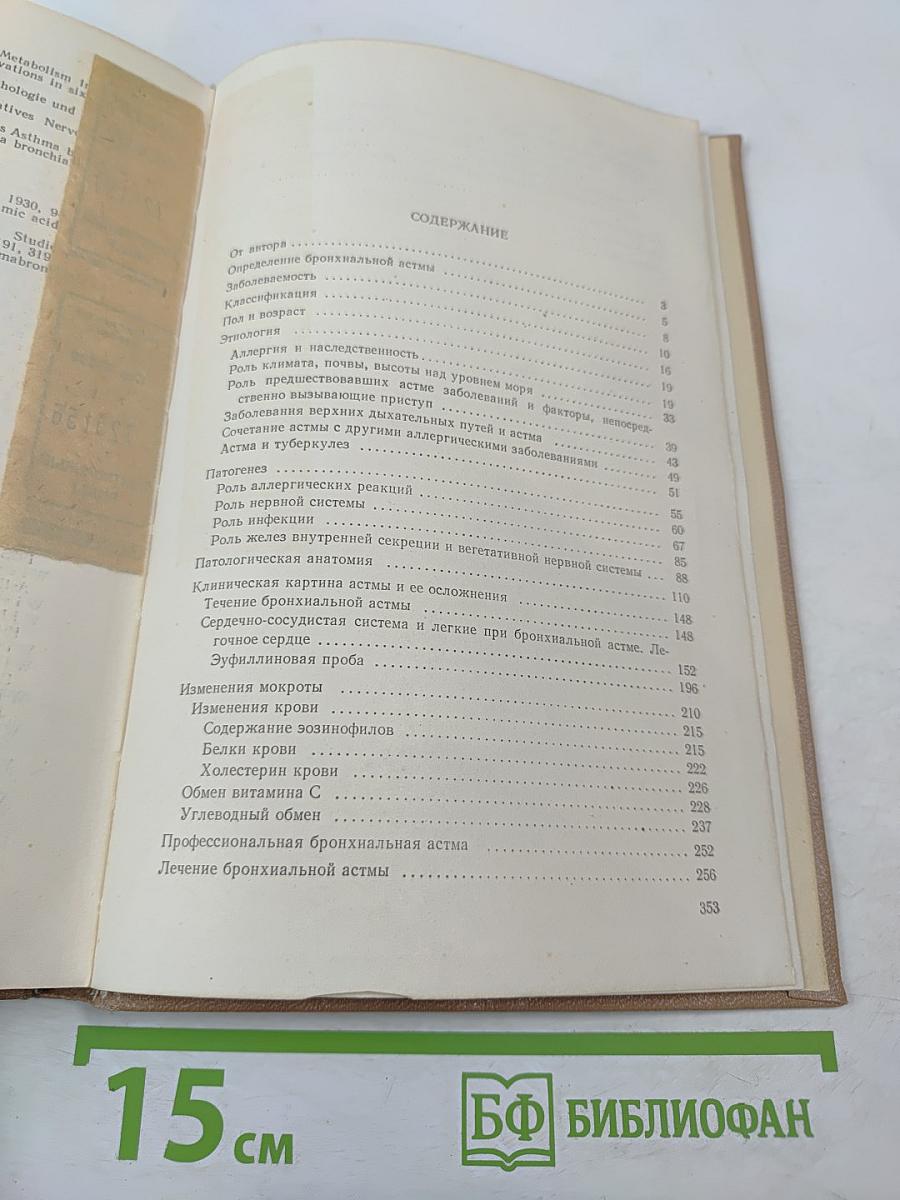 Metabolism
vations in six
hologie und
atives Nerv
s Asthma b
a bronchia
1930, 9
mic acid
Studi
91, 319
mabron
СОДЕРЖАНИЕ
От автора ........ 3
Определение бронхиальной астмы ........ 5
Заболеваемость ........ 8
Классификация ........ 10
Пол и возраст ........ 16
Этиология ........ 19
Аллергия и наследственность ........ 19
Роль климата, почвы, высоты над уровнем моря ........ 33
Роль предшествовавших астме заболеваний и факторы, непосред-
ственно вызывающие приступ ........ 39
Заболевания верхних дыхательных путей и астма ........ 43
Сочетание астмы с другими аллергическими заболеваниями ........ 49
Астма и туберкулез ........ 51
Патогенез ........ 55
Роль аллергических реакций ........ 60
Роль нервной системы ........ 67
Роль инфекции ........ 85
Роль желез внутренней секреции и вегетативной нервной системы ... 88
Патологическая анатомия ........ 110
Клиническая картина астмы и ее осложнения ........ 148
Течение бронхиальной астмы ........ 148
Сердечно-сосудистая система и легкие при бронхиальной астме. Ле-
гочное сердце ........ 152
Эуфиллиновая проба ........ 196
Изменения мокроты ........ 210
Изменения крови ........ 215
Содержание эозинофилов ........ 215
Белки крови ........ 222
Холестерин крови ........ 226
Обмен витамина С ........ 228
Углеводный обмен ........ 237
Профессиональная бронхиальная астма ........ 252
Лечение бронхиальной астмы ........ 256
353
15 см
БФ БИБЛИОФАН